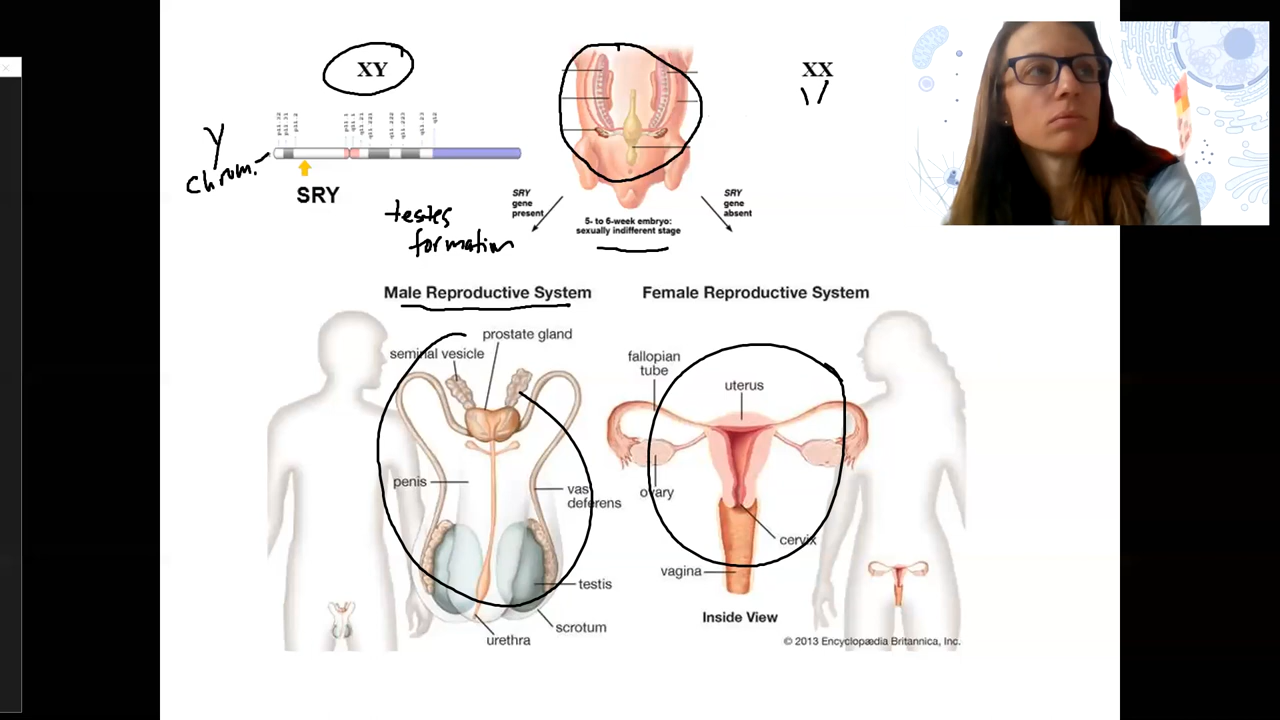 XY
XX
Y
chrom.
SRY
testes
formation
SRY
gene
present
5- to 6-week embryo:
sexually indifferent stage
SRY
gene
absent
Male Reproductive System
Female Reproductive System
prostate gland
seminal vesicle
penis
vas
deferens
testis
scrotum
urethra
fallopian
tube
uterus
ovary
cervix
vagina
Inside View
© 2013 Encyclopædia Britannica, Inc.